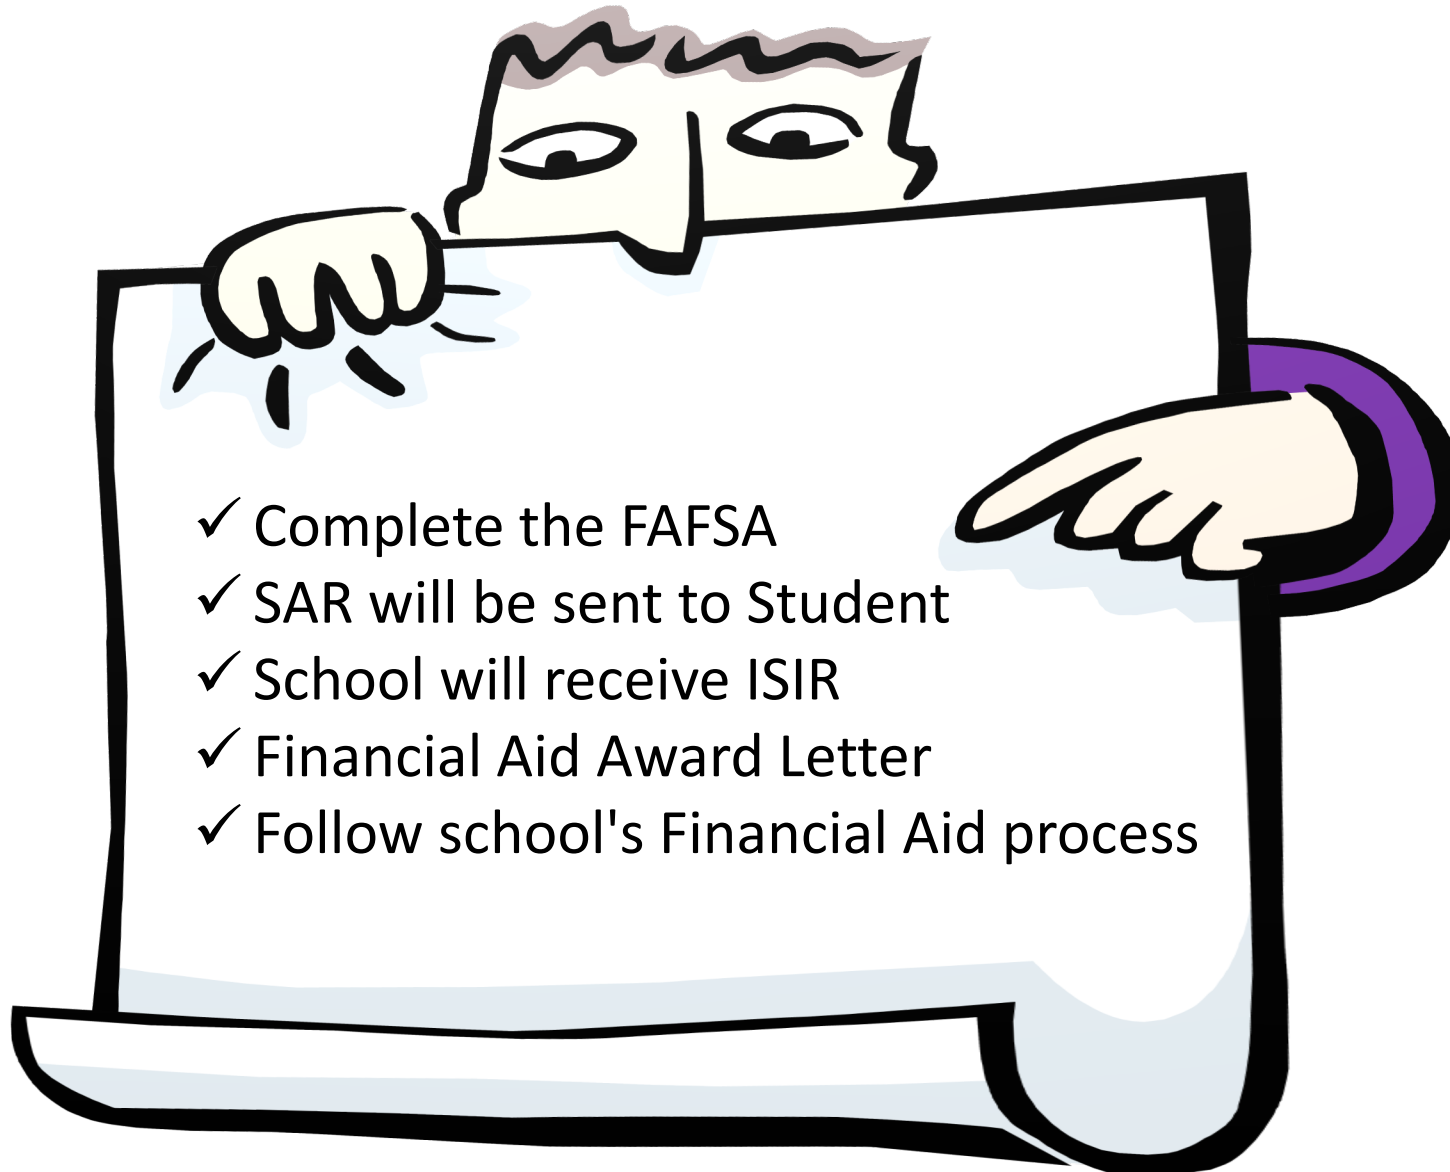 ✓ Complete the FAFSA
✓ SAR will be sent to Student
✓ School will receive ISIR
✓ Financial Aid Award Letter
✓ Follow school's Financial Aid process